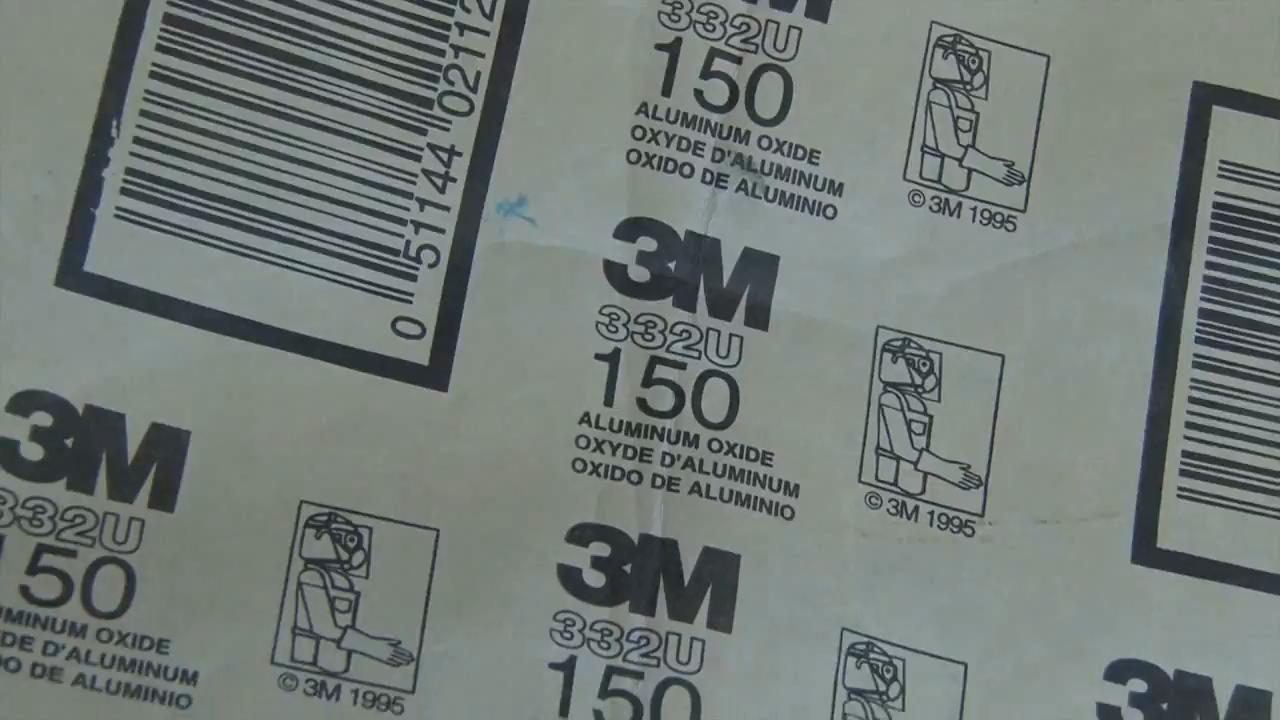 0 51144 02112
3M
332U
150
ALUMINUM OXIDE
OXYDE D'ALUMINUM
OXIDO DE ALUMINIO
© 3M 1995
3M
332U
150
ALUMINUM OXIDE
OXYDE D'ALUMINUM
OXIDO DE ALUMINIO
© 3M 1995
3M
332U
150
3M
332U
150
OXIDE
D'ALUMINUM
DE ALUMINIO
© 3M 1995
3M